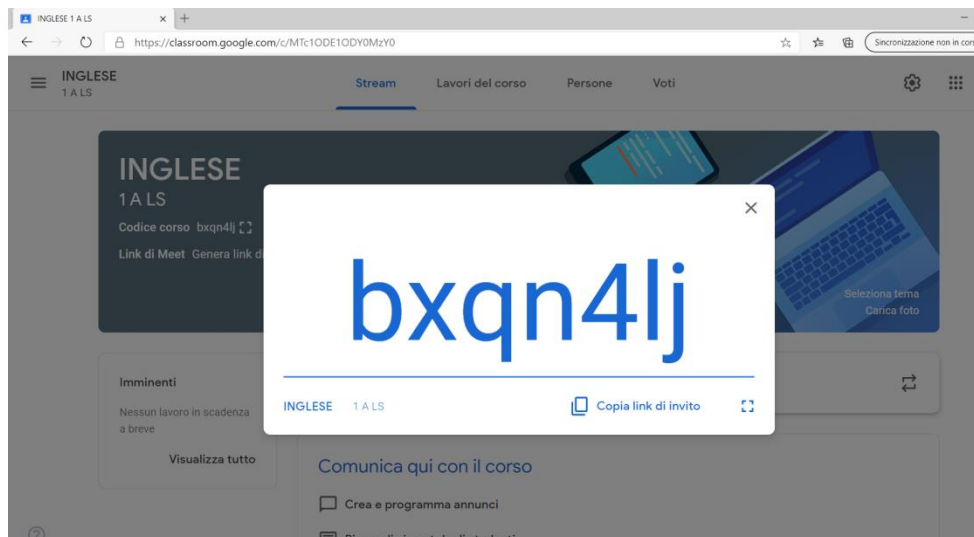 INGLESE 1 A LS
https://classroom.google.com/c/MTc1ODE1ODY0MzY0
Sincronizzazione non in cors
INGLESE
1 A LS
Stream Lavori del corso Persone Voti
INGLESE
1 A LS
Codice corso bxqn4lj
Link di Meet Genera link di
Seleziona tema
Carica foto
bxqn4lj
INGLESE 1 A LS Copia link di invito
Imminenti
Nessun lavoro in scadenza
a breve
Visualizza tutto
Comunica qui con il corso
Crea e programma annunci